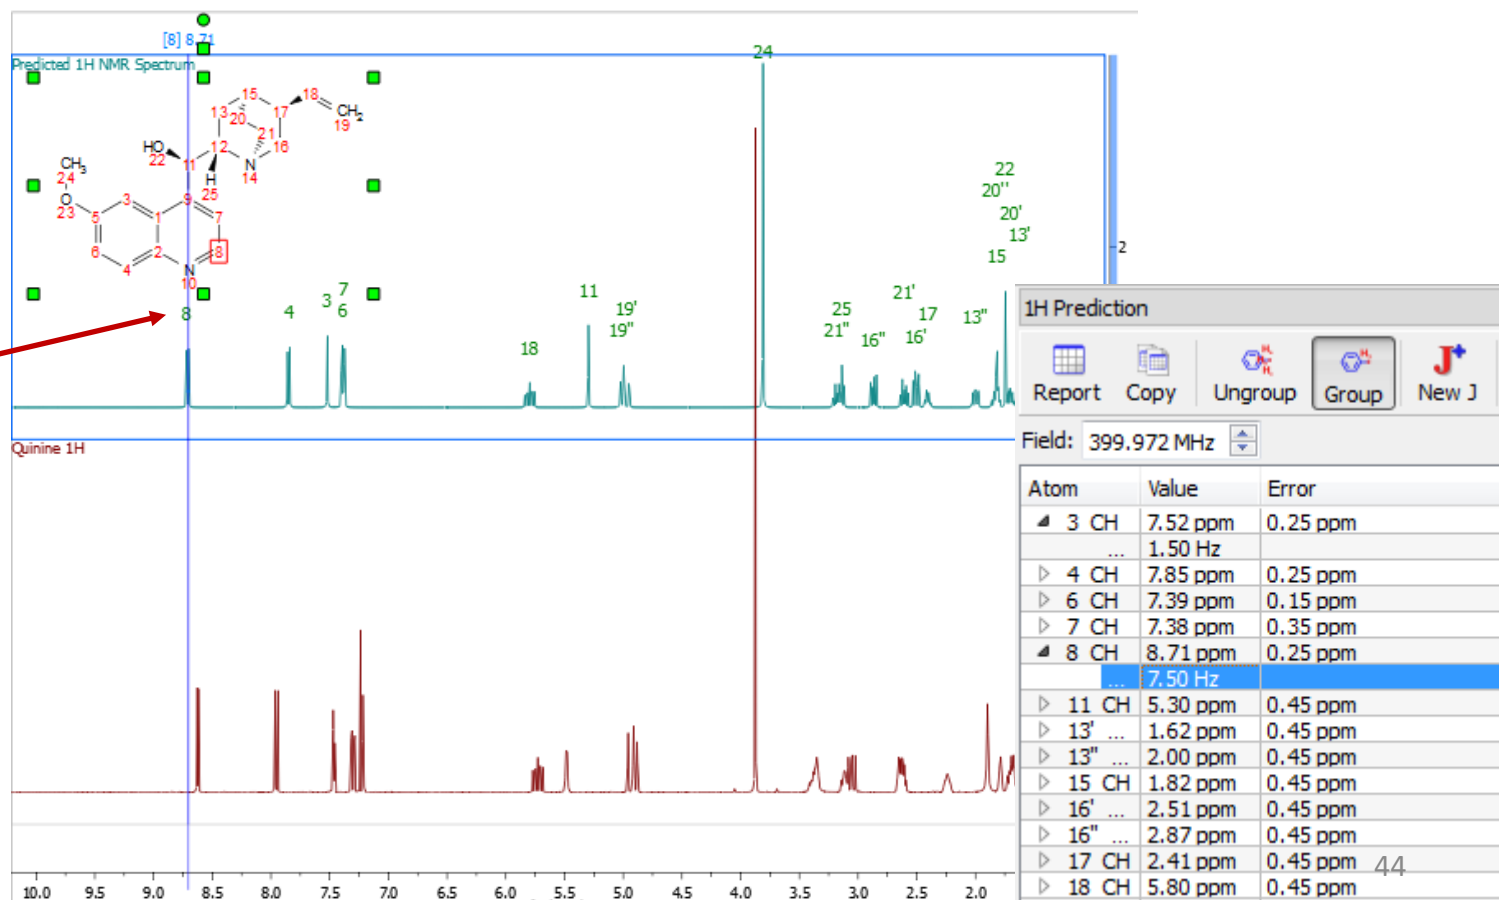 [8] 8.71
Predicted 1H NMR Spectrum
24
15
18
CH2
19
13
20
17
21
16
HO
22
11
12
N
14
H
25
CH3
24
O
23
5
3
1
9
7
6
4
2
8
N
10
8
4
3
7
6
18
11
19'
19"
25
21"
16"
21'
17
16'
13"
22
20"
20'
13'
15
2
Quinine 1H
10.0 9.5 9.0 8.5 8.0 7.5 7.0 6.5 6.0 5.5 5.0 4.5 4.0 3.5 3.0 2.5 2.0
1H Prediction
Report Copy Ungroup Group New J
Field: 399.972 MHz
Atom Value Error
3 CH 7.52 ppm 0.25 ppm
... 1.50 Hz
4 CH 7.85 ppm 0.25 ppm
6 CH 7.39 ppm 0.15 ppm
7 CH 7.38 ppm 0.35 ppm
8 CH 8.71 ppm 0.25 ppm
... 7.50 Hz
11 CH 5.30 ppm 0.45 ppm
13' ... 1.62 ppm 0.45 ppm
13" ... 2.00 ppm 0.45 ppm
15 CH 1.82 ppm 0.45 ppm
16' ... 2.51 ppm 0.45 ppm
16" ... 2.87 ppm 0.45 ppm
17 CH 2.41 ppm 0.45 ppm
18 CH 5.80 ppm 0.45 ppm
44